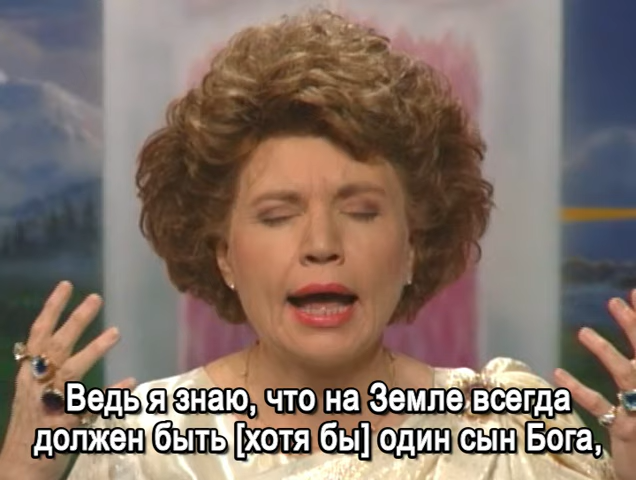 Ведь я знаю, что на Земле всегда
должен быть [хотя бы] один сын Бога,